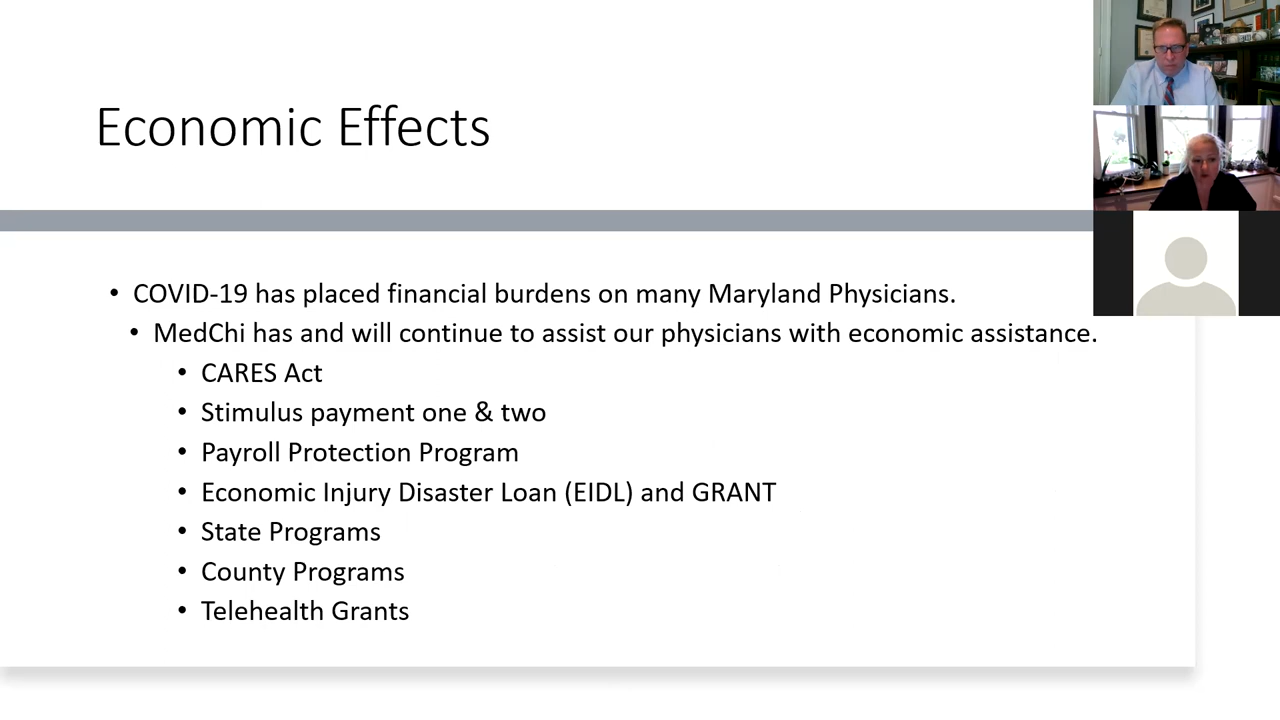 Economic Effects
• COVID-19 has placed financial burdens on many Maryland Physicians.
• MedChi has and will continue to assist our physicians with economic assistance.
• CARES Act
• Stimulus payment one & two
• Payroll Protection Program
• Economic Injury Disaster Loan (EIDL) and GRANT
• State Programs
• County Programs
• Telehealth Grants